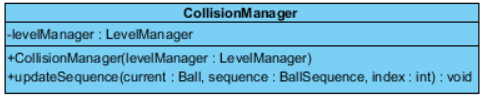 CollisionManager
-levelManager : LevelManager
+CollisionManager(levelManager : LevelManager)
+updateSequence(current : Ball, sequence : BallSequence, index : int) : void